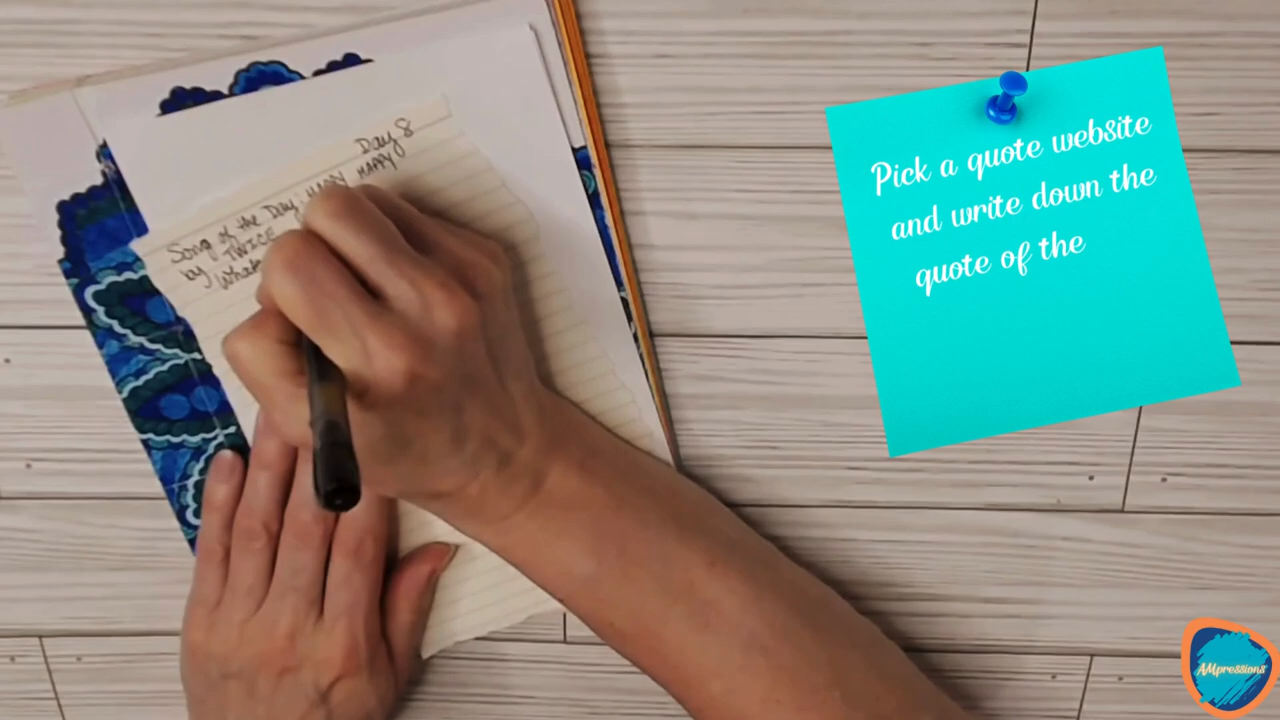 Day 8
Song of the Day: HAPPY HAPPY
by TWICE
What
Pick a quote website
and write down the
quote of the
AMpressions